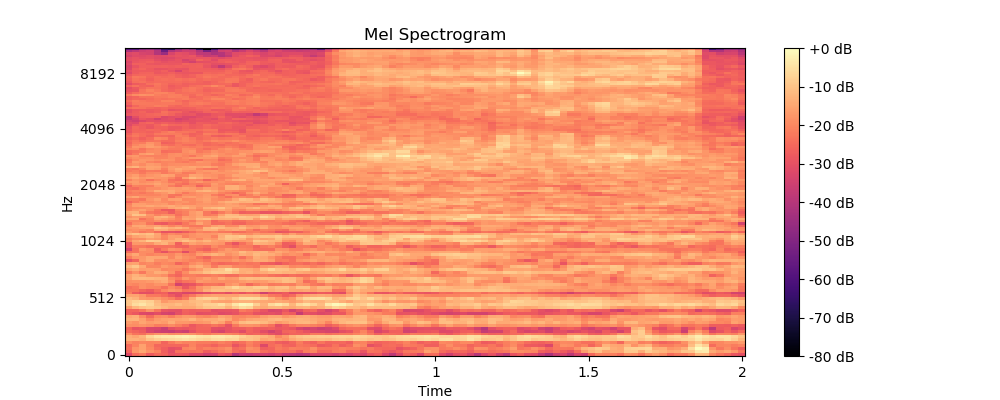 Mel Spectrogram
Hz
8192
4096
2048
1024
512
0
0
0.5
1
1.5
2
Time
+0 dB
-10 dB
-20 dB
-30 dB
-40 dB
-50 dB
-60 dB
-70 dB
-80 dB